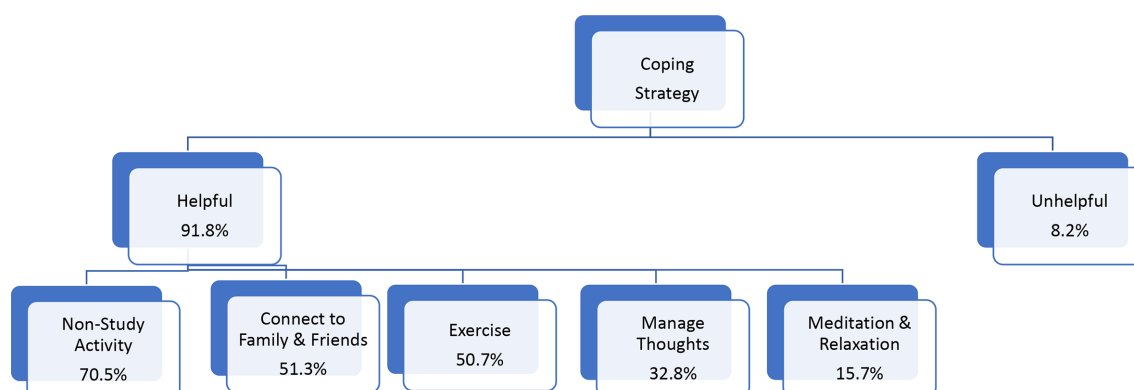 Coping
Strategy
Helpful
91.8%
Unhelpful
8.2%
Non-Study
Activity
70.5%
Connect to
Family & Friends
51.3%
Exercise
50.7%
Manage
Thoughts
32.8%
Meditation &
Relaxation
15.7%